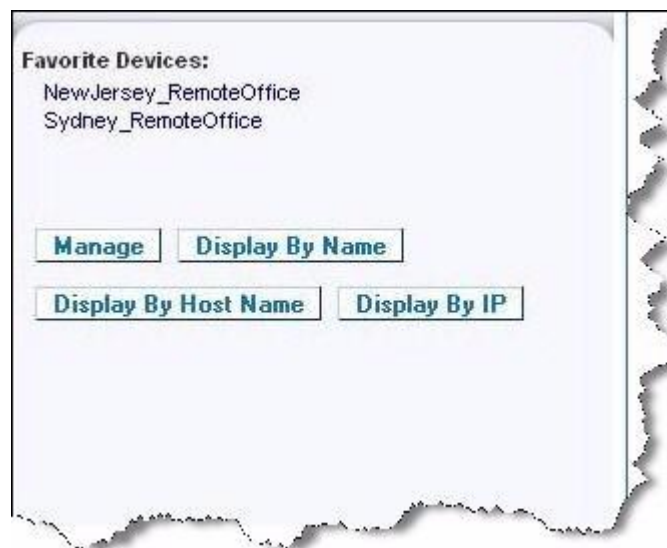 Favorite Devices:
NewJersey_RemoteOffice
Sydney_RemoteOffice
Manage Display By Name
Display By Host Name Display By IP